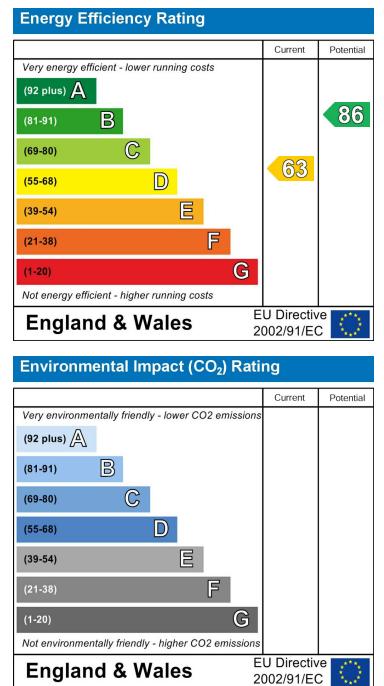 Energy Efficiency Rating
Current Potential
Very energy efficient - lower running costs
(92 plus) A
(81-91) B
86
(69-80) C
63
(55-68) D
(39-54) E
(21-38) F
(1-20) G
Not energy efficient - higher running costs
England & Wales
EU Directive
2002/91/EC
Environmental Impact (CO₂) Rating
Current Potential
Very environmentally friendly - lower CO2 emissions
(92 plus) A
(81-91) B
(69-80) C
(55-68) D
(39-54) E
(21-38) F
(1-20) G
Not environmentally friendly - higher CO2 emissions
England & Wales
EU Directive
2002/91/EC